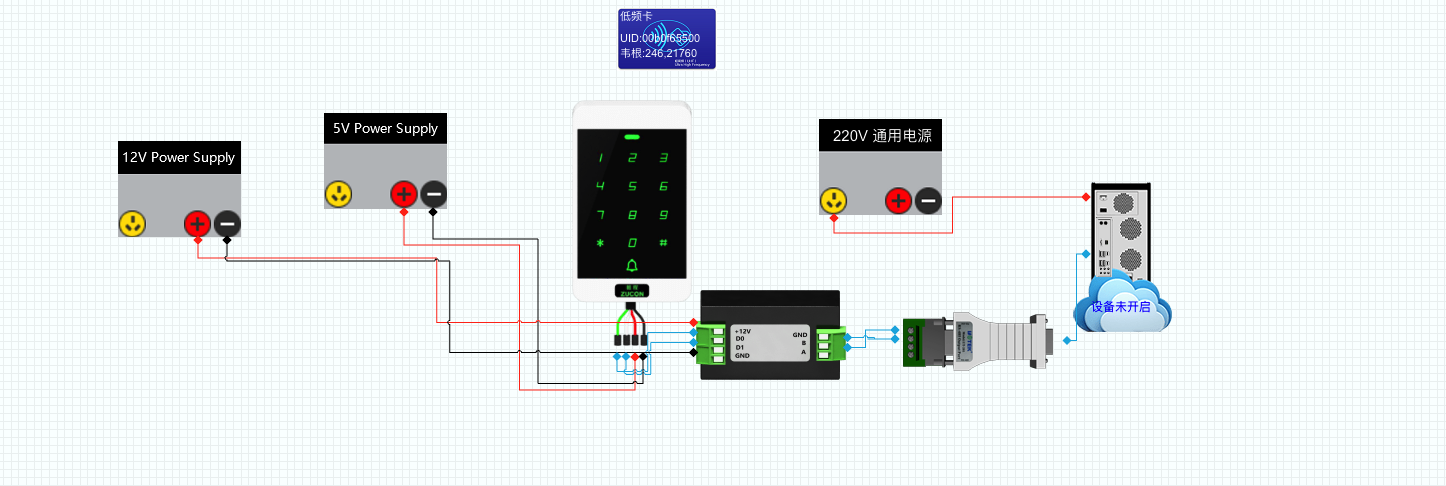 低频卡
UID:00b0f65500
韦根:246,21760
5V Power Supply
220V 通用电源
12V Power Supply
1 2 3
4 5 6
7 8 9
* 0 #
ZUCON
设备未开启
+12V
D0
D1
GND
GND
B
A